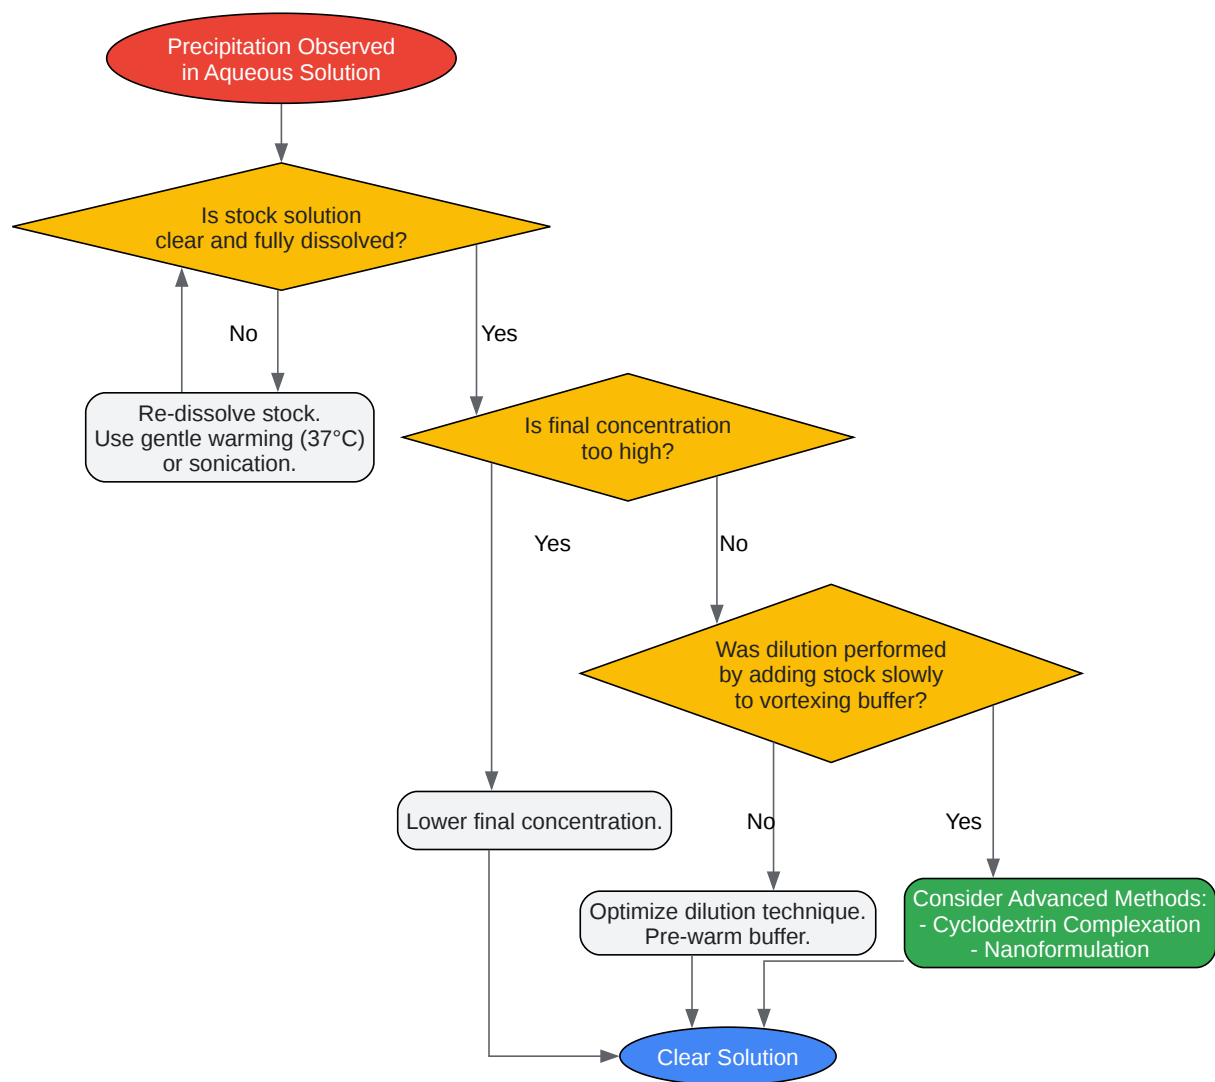 Precipitation Observed
in Aqueous Solution
Is stock solution
clear and fully dissolved?
No
Yes
Re-dissolve stock.
Use gentle warming (37°C)
or sonication.
Is final concentration
too high?
Yes
No
Was dilution performed
by adding stock slowly
to vortexing buffer?
Lower final concentration.
No
Yes
Optimize dilution technique.
Pre-warm buffer.
Consider Advanced Methods:
- Cyclodextrin Complexation
- Nanoformulation
Clear Solution